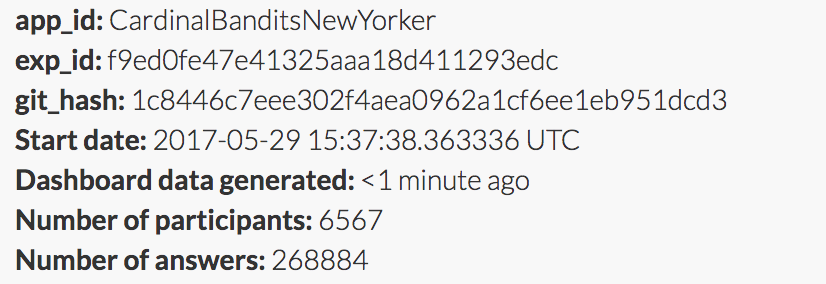 app_id: CardinalBanditsNewYorker
exp_id: f9ed0fe47e41325aaa18d411293edc
git_hash: 1c8446c7eee302f4aea0962a1cf6ee1eb951dcd3
Start date: 2017-05-29 15:37:38.363336 UTC
Dashboard data generated: <1 minute ago
Number of participants: 6567
Number of answers: 268884